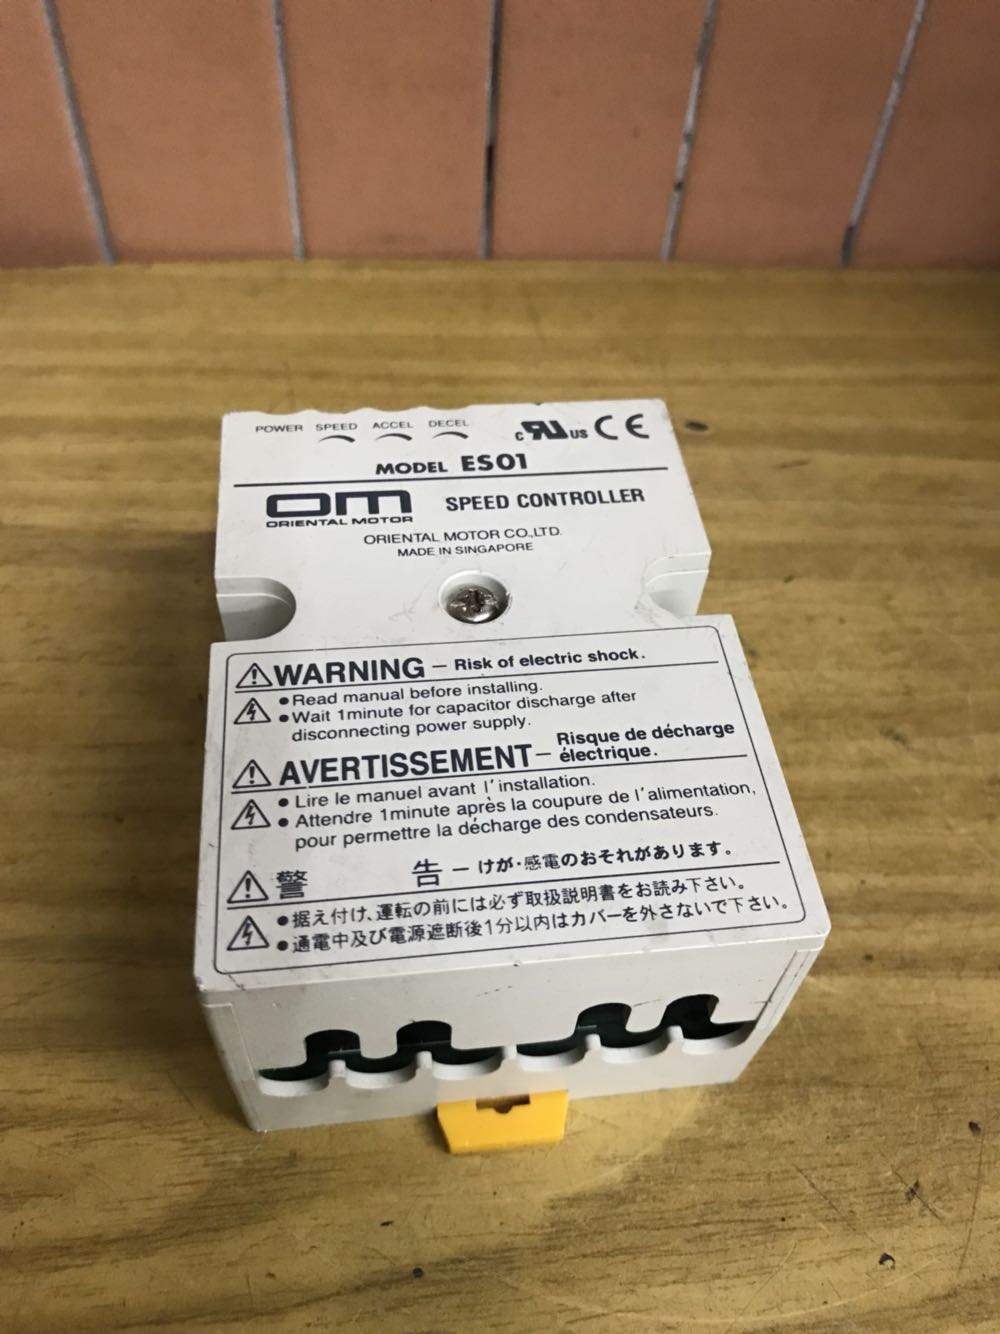 POWER SPEED ACCEL DECEL
c RU US CE
MODEL ES01
OM SPEED CONTROLLER
ORIENTAL MOTOR
ORIENTAL MOTOR CO.,LTD.
MADE IN SINGAPORE
WARNING – Risk of electric shock.
● Read manual before installing.
● Wait 1minute for capacitor discharge after
disconnecting power supply.
AVERTISSEMENT – Risque de décharge
électrique.
● Lire le manuel avant l'installation.
● Attendre 1minute après la coupure de l'alimentation,
pour permettre la décharge des condensateurs.
警 告 – けが・感電のおそれがあります。
● 据え付け、運転の前には必ず取扱説明書をお読み下さい。
● 通電中及び電源遮断後1分以内はカバーを外さないで下さい。